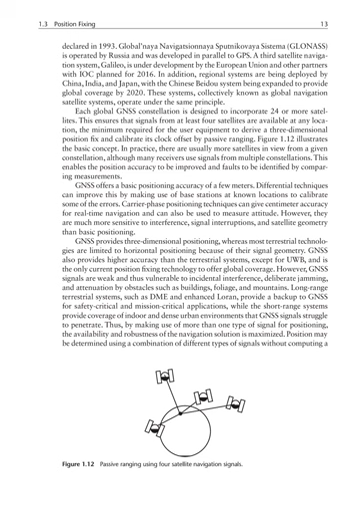 1.3 Position Fixing 13
declared in 1993. Global'naya Navigatsionnaya Sputnikovaya Sistema (GLONASS)
is operated by Russia and was developed in parallel to GPS. A third satellite naviga-
tion system, Galileo, is under development by the European Union and other partners
with IOC planned for 2016. In addition, regional systems are being deployed by
China, India, and Japan, with the Chinese Beidou system being expanded to provide
global coverage by 2020. These systems, collectively known as global navigation
satellite systems, operate under the same principle.
Each global GNSS constellation is designed to incorporate 24 or more satel-
lites. This ensures that signals from at least four satellites are available at any loca-
tion, the minimum required for the user equipment to derive a three-dimensional
position fix and calibrate its clock offset by passive ranging. Figure 1.12 illustrates
the basic concept. In practice, there are usually more satellites in view from a given
constellation, although many receivers use signals from multiple constellations. This
enables the position accuracy to be improved and faults to be identified by compar-
ing measurements.
GNSS offers a basic positioning accuracy of a few meters. Differential techniques
can improve this by making use of base stations at known locations to calibrate
some of the errors. Carrier-phase positioning techniques can give centimeter accuracy
for real-time navigation and can also be used to measure attitude. However, they
are much more sensitive to interference, signal interruptions, and satellite geometry
than basic positioning.
GNSS provides three-dimensional positioning, whereas most terrestrial technolo-
gies are limited to horizontal positioning because of their signal geometry. GNSS
also provides higher accuracy than the terrestrial systems, except for UWB, and is
the only current position fixing technology to offer global coverage. However, GNSS
signals are weak and thus vulnerable to incidental interference, deliberate jamming,
and attenuation by obstacles such as buildings, foliage, and mountains. Long-range
terrestrial systems, such as DME and enhanced Loran, provide a backup to GNSS
for safety-critical and mission-critical applications, while the short-range systems
provide coverage of indoor and dense urban environments that GNSS signals struggle
to penetrate. Thus, by making use of more than one type of signal for positioning,
the availability and robustness of the navigation solution is maximized. Position may
be determined using a combination of different types of signals without computing a
Figure 1.12 Passive ranging using four satellite navigation signals.